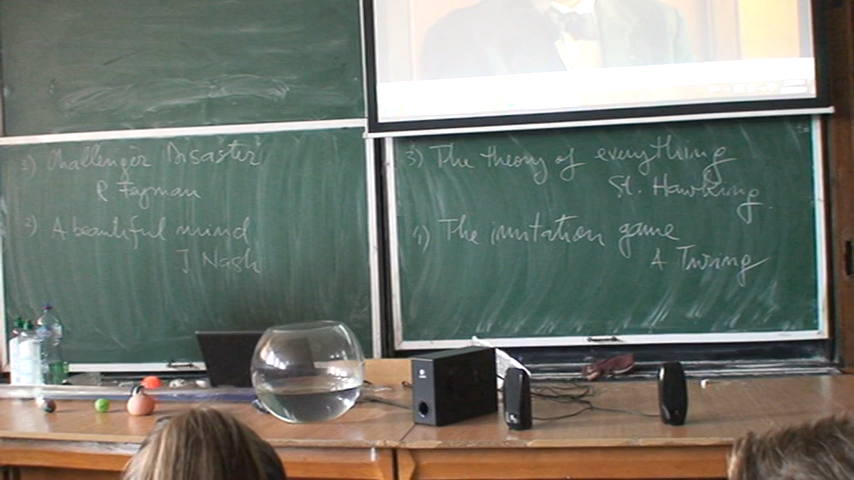 1) Challenger Disaster
R Feynman
2) A beautiful mind
J Nash
3) The theory of everything
St. Hawking
4) The imitation game
A Turing